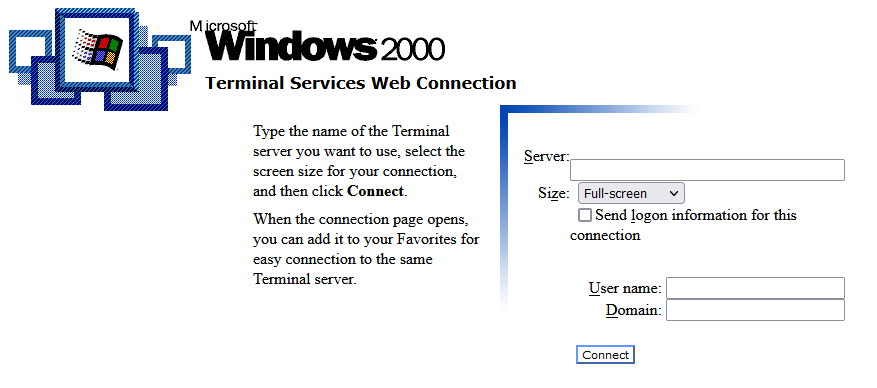 Microsoft
Windows 2000
Terminal Services Web Connection
Type the name of the Terminal
server you want to use, select the
screen size for your connection,
and then click Connect.
When the connection page opens,
you can add it to your Favorites for
easy connection to the same
Terminal server.
Server:
Size: Full-screen
Send logon information for this
connection
User name:
Domain:
Connect